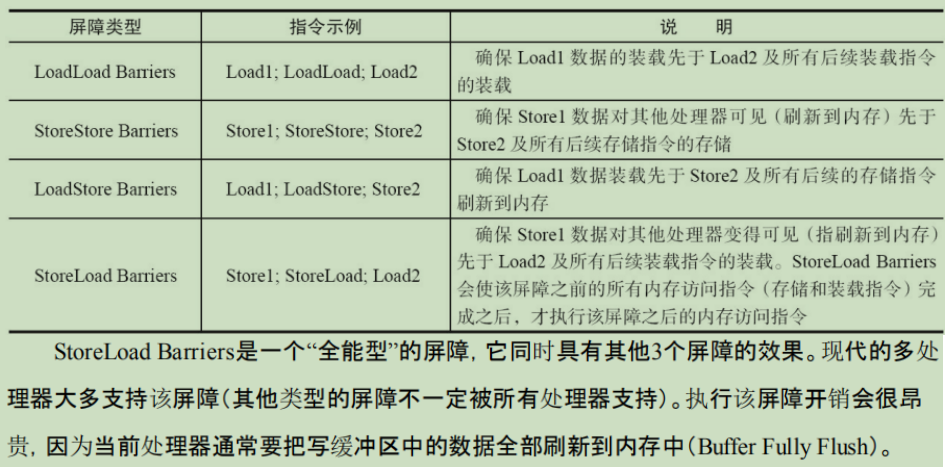 屏障类型 指令示例 说 明
LoadLoad Barriers Load1; LoadLoad; Load2 确保 Load1 数据的装载先于 Load2 及所有后续装载指令
的装载
StoreStore Barriers Store1; StoreStore; Store2 确保 Store1 数据对其他处理器可见（刷新到内存）先于
Store2 及所有后续存储指令的存储
LoadStore Barriers Load1; LoadStore; Store2 确保 Load1 数据装载先于 Store2 及所有后续的存储指令
刷新到内存
StoreLoad Barriers Store1; StoreLoad; Load2 确保 Store1 数据对其他处理器变得可见（指刷新到内存）
先于 Load2 及所有后续装载指令的装载。StoreLoad Barriers
会使该屏障之前的所有内存访问指令（存储和装载指令）完
成之后，才执行该屏障之后的内存访问指令
StoreLoad Barriers是一个“全能型”的屏障，它同时具有其他3个屏障的效果。现代的多处
理器大多支持该屏障（其他类型的屏障不一定被所有处理器支持）。执行该屏障开销会很昂
贵，因为当前处理器通常要把写缓冲区中的数据全部刷新到内存中（Buffer Fully Flush）。